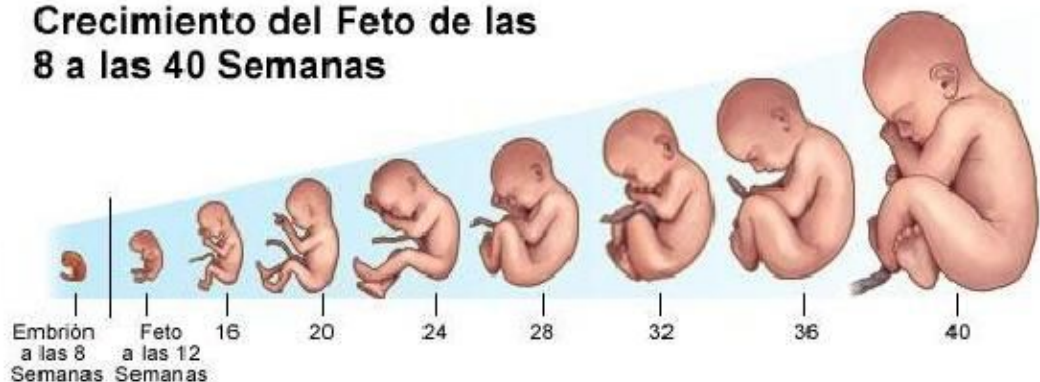 Crecimiento del Feto de las
8 a las 40 Semanas
Embrión
a las 8
Semanas
Feto
a las 12
Semanas
16
20
24
28
32
36
40